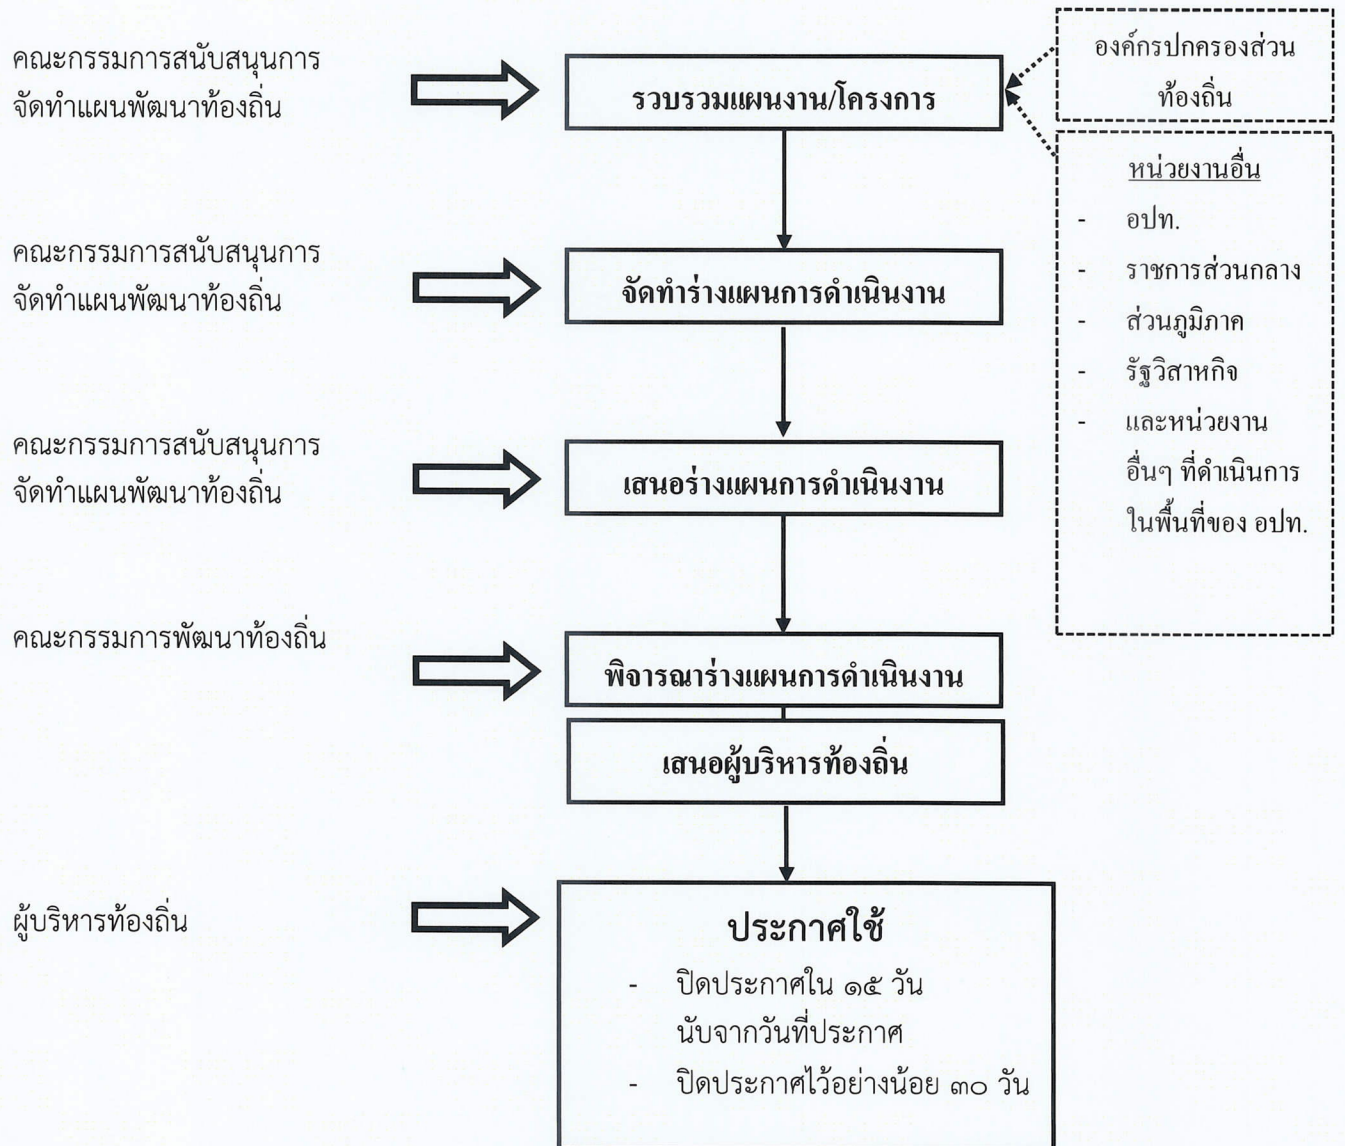 คณะกรรมการสนับสนุนการ
จัดทำแผนพัฒนาท้องถิ่น
รวบรวมแผนงาน/โครงการ
องค์กรปกครองส่วน
ท้องถิ่น
หน่วยงานอื่น
- อปท.
- ราชการส่วนกลาง
- ส่วนภูมิภาค
- รัฐวิสาหกิจ
- และหน่วยงาน
อื่นๆ ที่ดำเนินการ
ในพื้นที่ของ อปท.
คณะกรรมการสนับสนุนการ
จัดทำแผนพัฒนาท้องถิ่น
จัดทำร่างแผนการดำเนินงาน
คณะกรรมการสนับสนุนการ
จัดทำแผนพัฒนาท้องถิ่น
เสนอร่างแผนการดำเนินงาน
คณะกรรมการพัฒนาท้องถิ่น
พิจารณาร่างแผนการดำเนินงาน
เสนอผู้บริหารท้องถิ่น
ผู้บริหารท้องถิ่น
ประกาศใช้
- ปิดประกาศใน ๑๕ วัน
นับจากวันที่ประกาศ
- ปิดประกาศไว้อย่างน้อย ๓๐ วัน